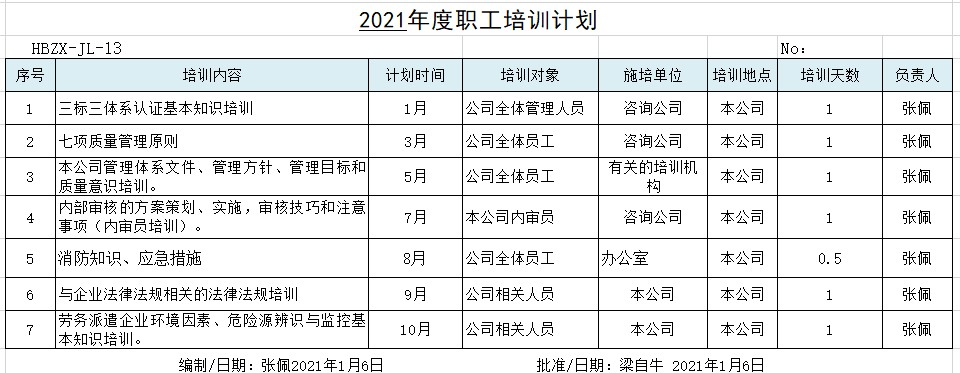 2021年度职工培训计划
HBZX-JL-13 No:
序号 培训内容 计划时间 培训对象 施培单位 培训地点 培训天数 负责人
1 三标三体系认证基本知识培训 1月 公司全体管理人员 咨询公司 本公司 1 张佩
2 七项质量管理原则 3月 公司全体员工 咨询公司 本公司 1 张佩
3 本公司管理体系文件、管理方针、管理目标和
质量意识培训。 5月 公司全体员工 有关的培训机
构 本公司 1 张佩
4 内部审核的方案策划、实施，审核技巧和注意
事项（内审员培训）。 7月 本公司内审员 咨询公司 本公司 1 张佩
5 消防知识、应急措施 8月 公司全体员工 办公室 本公司 0.5 张佩
6 与企业法律法规相关的法律法规培训 9月 公司相关人员 本公司 本公司 1 张佩
7 劳务派遣企业环境因素、危险源辨识与监控基
本知识培训。 10月 公司相关人员 本公司 本公司 1 张佩
编制/日期：张佩2021年1月6日 批准/日期：梁自牛 2021年1月6日